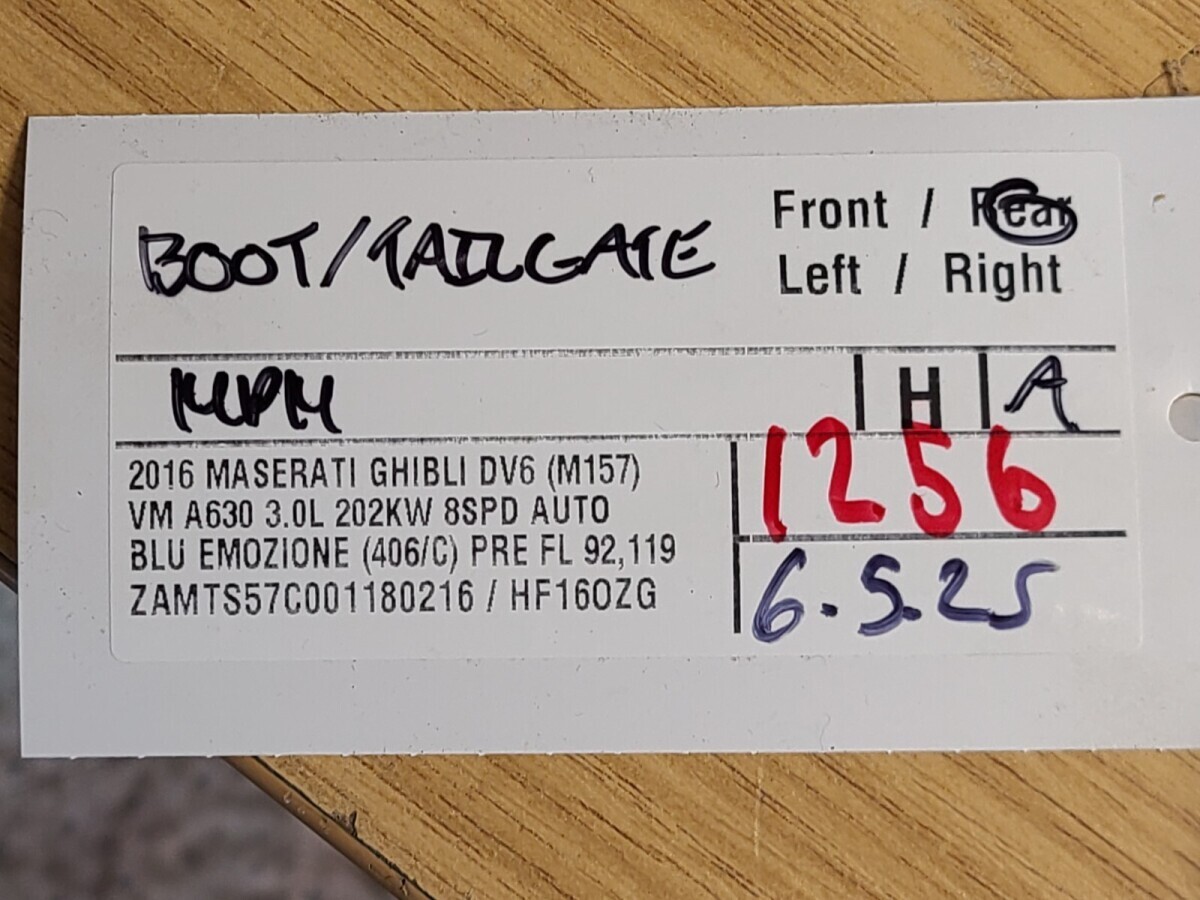 BOOT/TAILGATE
Front / Rear
Left / Right
MPM
H
A
2016 MASERATI GHIBLI DV6 (M157)
VM A630 3.0L 202KW 8SPD AUTO
BLU EMOZIONE (406/C) PRE FL 92,119
ZAMTS57C001180216 / HF16OZG
1256
6.5.25